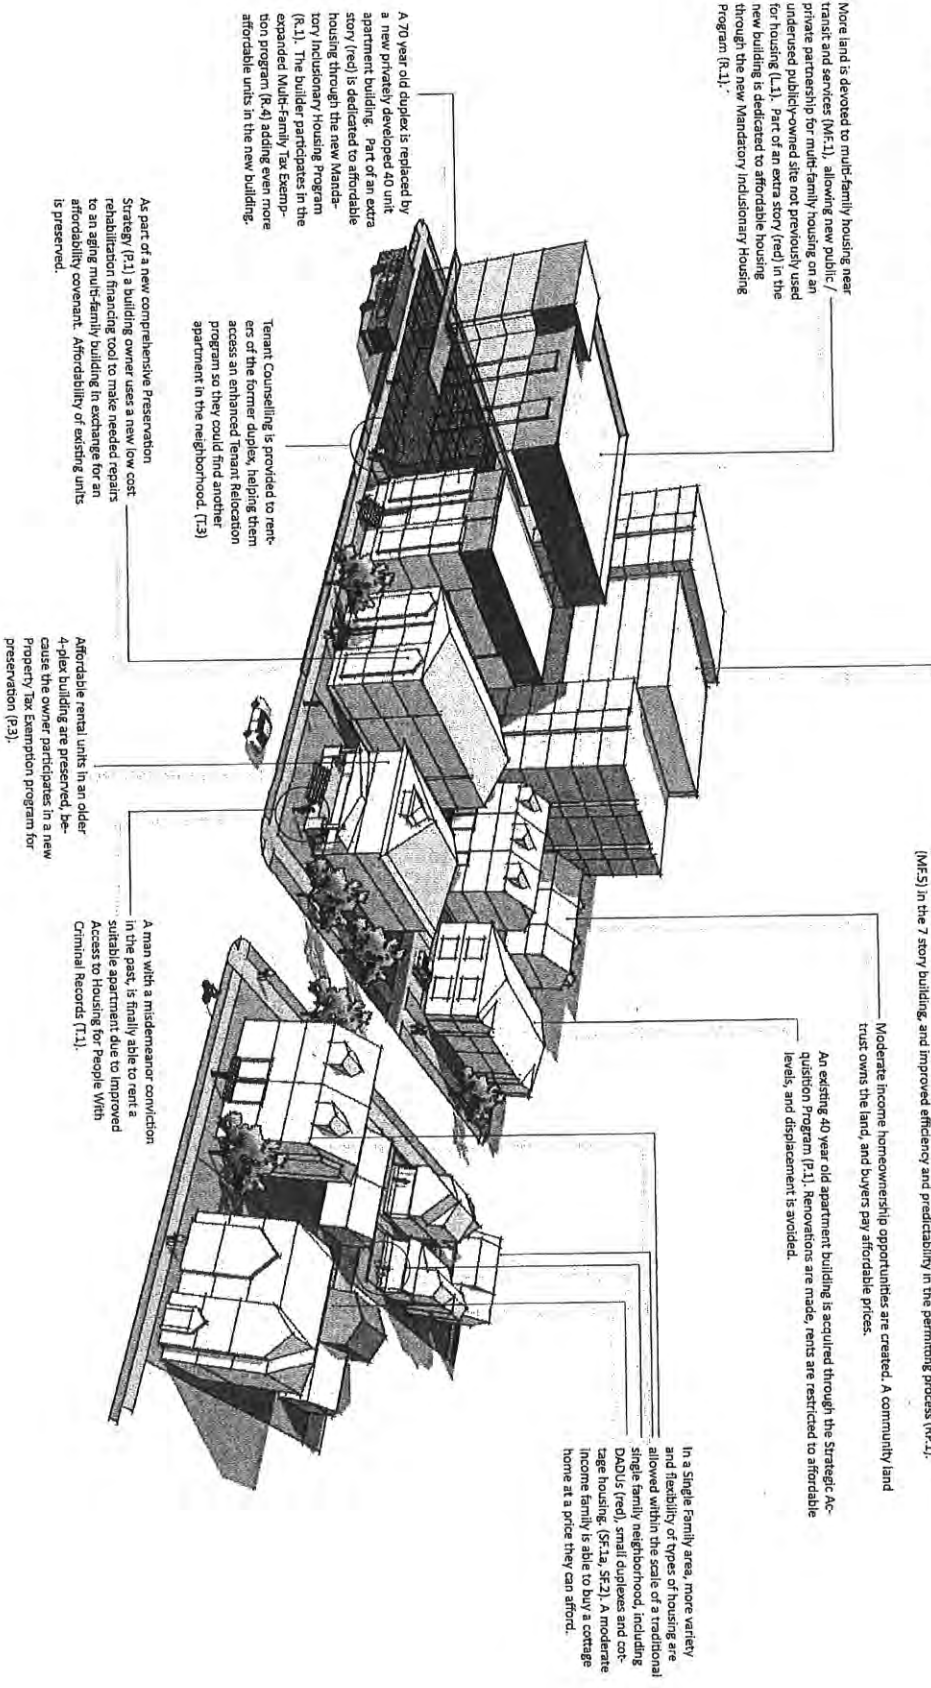 (MF.5) in the 7 story building, and improved efficiency and predictability in the permitting process
Moderate income homeownership opportunities are created. A community land
trust owns the land, and buyers pay affordable prices.
More land is devoted to multi-family housing near
transit and services (MF.1), allowing new public /
private partnership for multi-family housing on an
underused publicly-owned site not previously used
for housing (L.1). Part of an extra story (red) in the
new building is dedicated to affordable housing
through the new Mandatory Inclusionary Housing
Program (R.1).
An existing 40 year old apartment building is acquired through the Strategic Ac-
quisition Program (P.1). Renovations are made, rents are restricted to affordable
levels, and displacement is avoided.
In a Single Family area, more variety
and flexibility of types of housing are
allowed within the scale of a traditional
single family neighborhood, including
DADUs (red), small duplexes and cot-
tage housing. (SF.1a, SF.2). A moderate
income family is able to buy a cottage
home at a price they can afford.
A 70 year old duplex is replaced by
a new privately developed 40 unit
apartment building. Part of an extra
story (red) is dedicated to affordable
housing through the new Manda-
tory Inclusionary Housing Program
(R.1). The builder participates in the
expanded Multi-Family Tax Exemp-
tion program (R.4) adding even more
affordable units in the new building.
Tenant Counselling is provided to rent-
ers of the former duplex, helping them
access an enhanced Tenant Relocation
program so they could find another
apartment in the neighborhood. (T.3)
As part of a new comprehensive Preservation
Strategy (P.1) a building owner uses a new low cost
rehabilitation financing tool to make needed repairs
to an aging multi-family building in exchange for an
affordability covenant. Affordability of existing units
is preserved.
A man with a misdemeanor conviction
in the past, is finally able to rent a
suitable apartment due to Improved
Access to Housing for People With
Criminal Records (T.1).
Affordable rental units in an older
4-plex building are preserved, be-
cause the owner participates in a new
Property Tax Exemption program for
preservation (P.3).